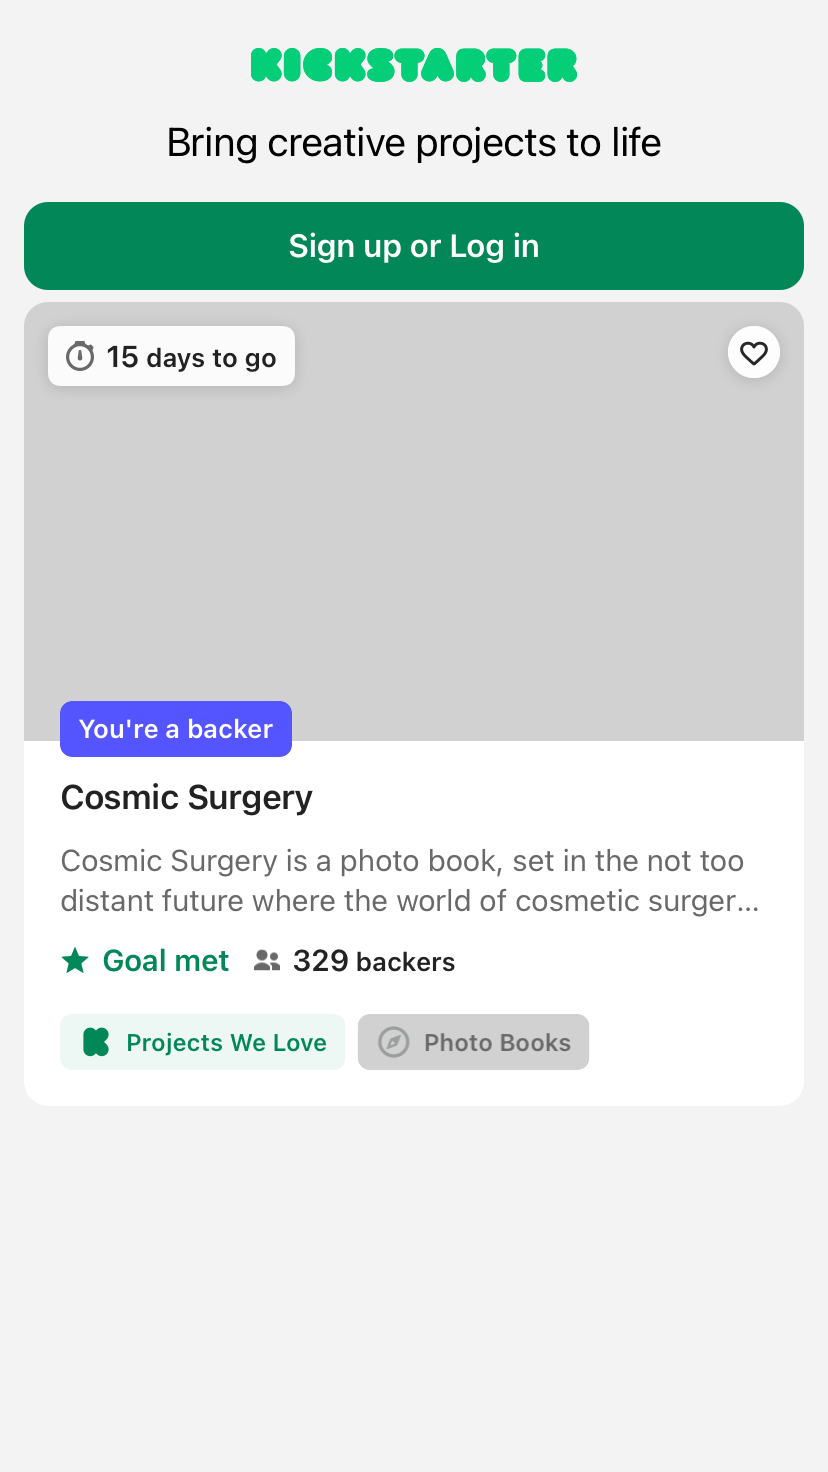 KICKSTARTER
Bring creative projects to life
Sign up or Log in
15 days to go
You're a backer
Cosmic Surgery
Cosmic Surgery is a photo book, set in the not too
distant future where the world of cosmetic surger...
Goal met 329 backers
Projects We Love Photo Books